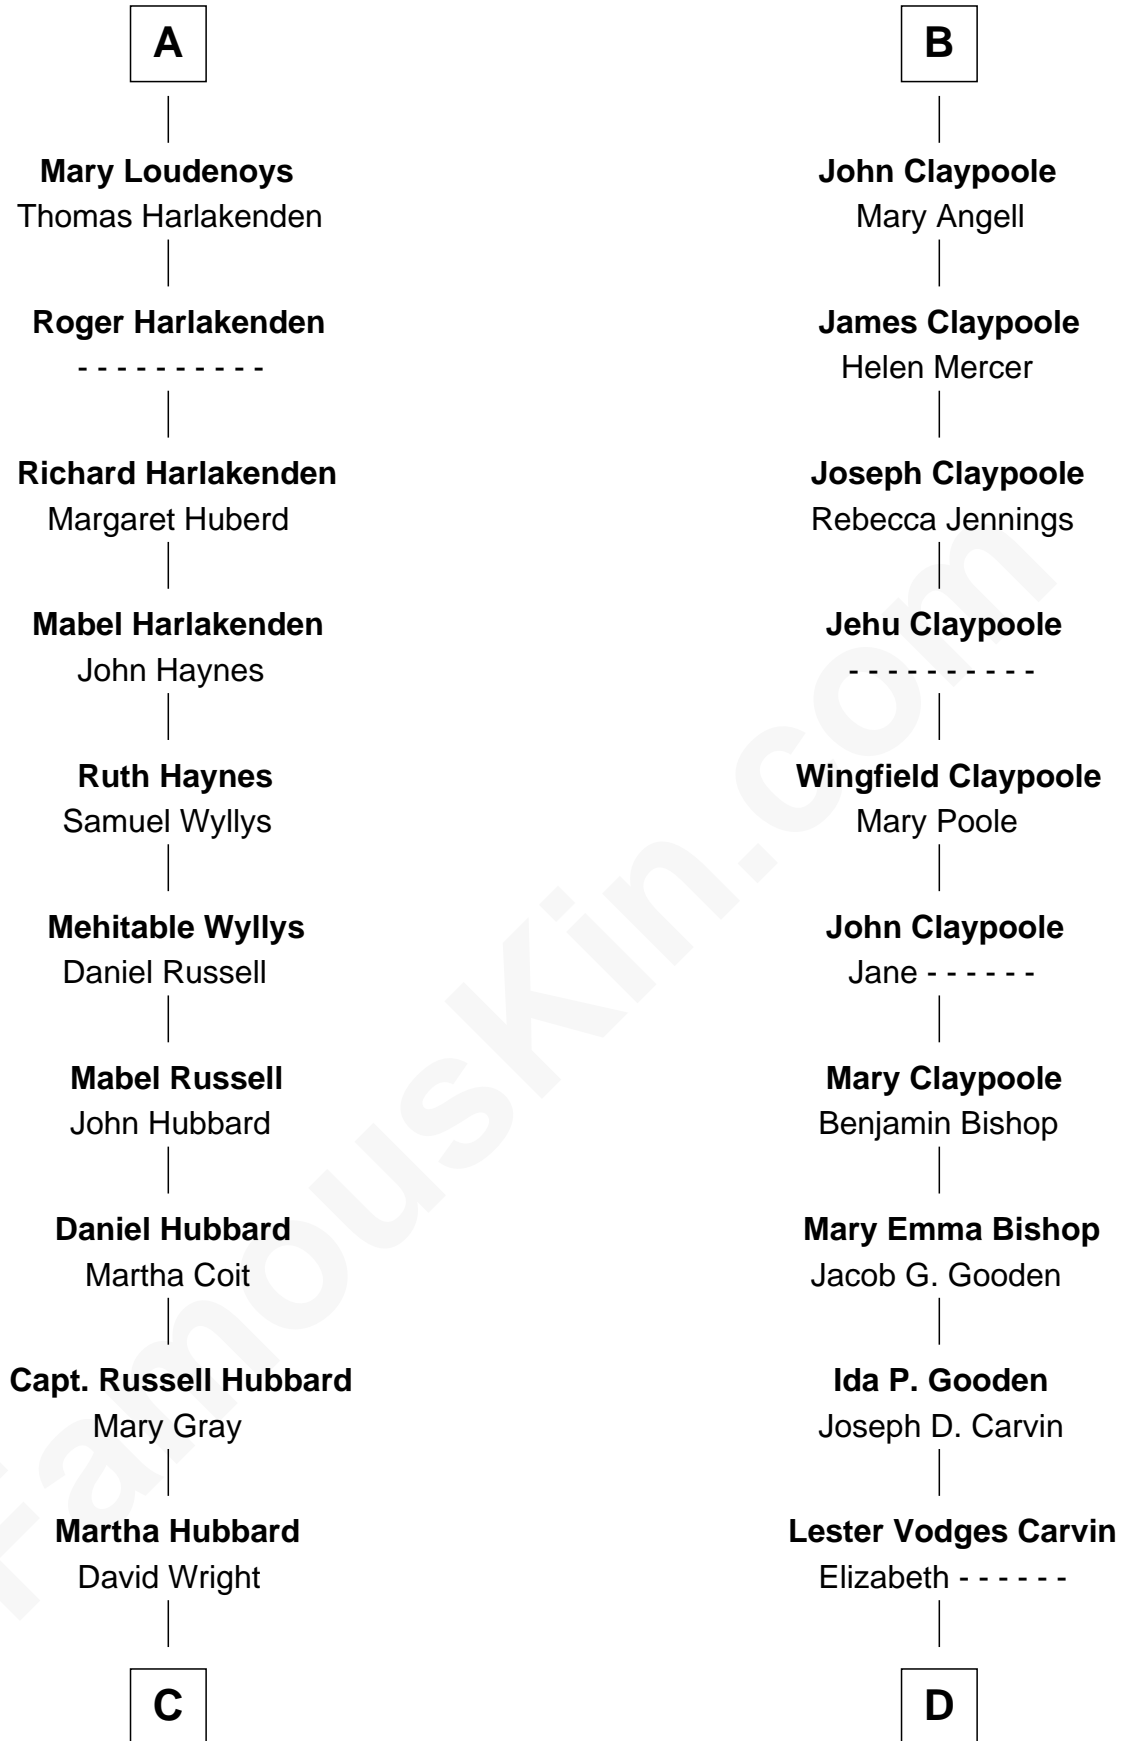 A
Mary Loudenoys
Thomas Harlakenden
Roger Harlakenden
- - - - - - - - - -
Richard Harlakenden
Margaret Huberd
Mabel Harlakenden
John Haynes
Ruth Haynes
Samuel Wyllys
Mehitable Wyllys
Daniel Russell
Mabel Russell
John Hubbard
Daniel Hubbard
Martha Coit
Capt. Russell Hubbard
Mary Gray
Martha Hubbard
David Wright
C
B
John Claypoole
Mary Angell
James Claypoole
Helen Mercer
Joseph Claypoole
Rebecca Jennings
Jehu Claypoole
- - - - - - - - - -
Wingfield Claypoole
Mary Poole
John Claypoole
Jane - - - - - -
Mary Claypoole
Benjamin Bishop
Mary Emma Bishop
Jacob G. Gooden
Ida P. Gooden
Joseph D. Carvin
Lester Vodges Carvin
Elizabeth - - - - - -
D
FamousKin.com